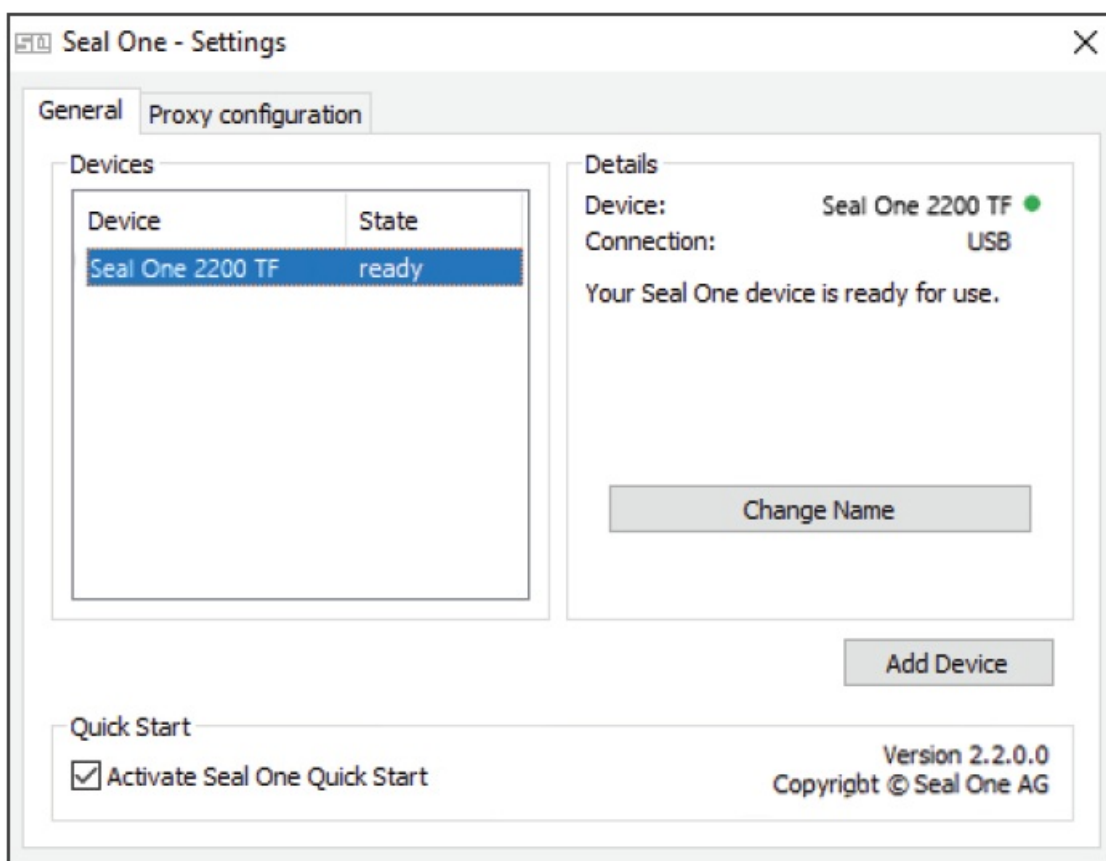 Seal One - Settings
General
Proxy configuration
Devices
Device State
Seal One 2200 TF ready
Details
Device: Seal One 2200 TF
Connection: USB
Your Seal One device is ready for use.
Change Name
Add Device
Quick Start
Activate Seal One Quick Start
Version 2.2.0.0
Copyright © Seal One AG